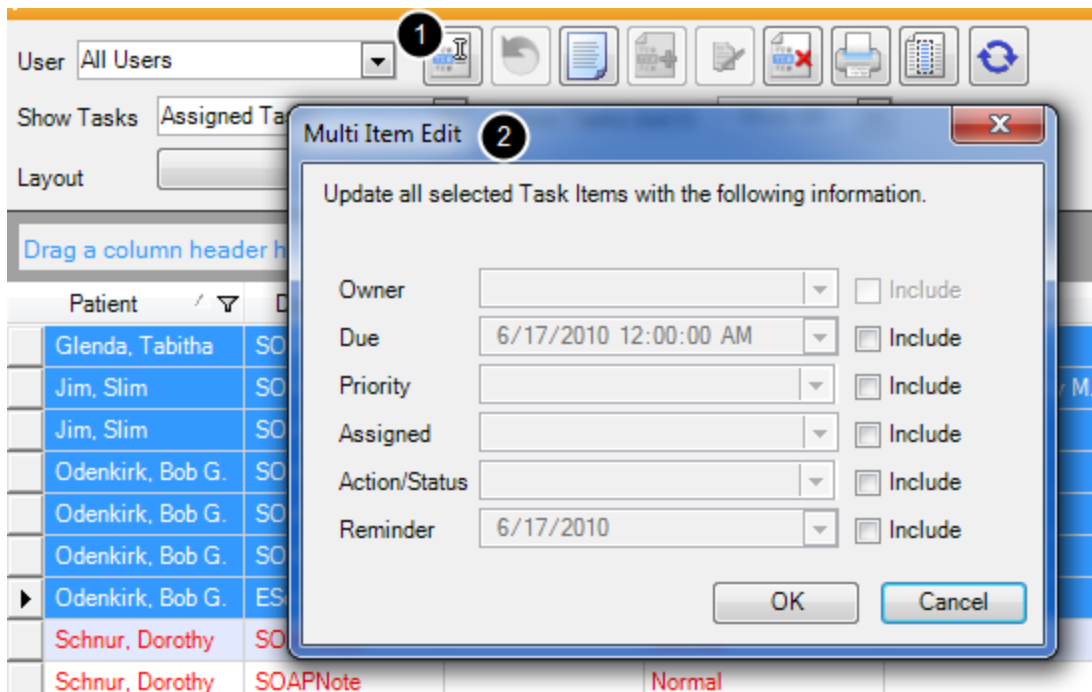 1
User All Users
Show Tasks Assigned Ta
Multi Item Edit 2
Layout
Update all selected Task Items with the following information.
Drag a column header h
Owner Include
Due 6/17/2010 12:00:00 AM Include
Priority Include
Assigned Include
Action/Status Include
Reminder 6/17/2010 Include
OK Cancel
Patient D
Glenda, Tabitha SO
Jim, Slim SO M.
Jim, Slim SO
Odenkirk, Bob G. SO
Odenkirk, Bob G. SO
Odenkirk, Bob G. SO
Odenkirk, Bob G. ESc
Schnur, Dorothy SO
Schnur, Dorothy SOAPNote Normal